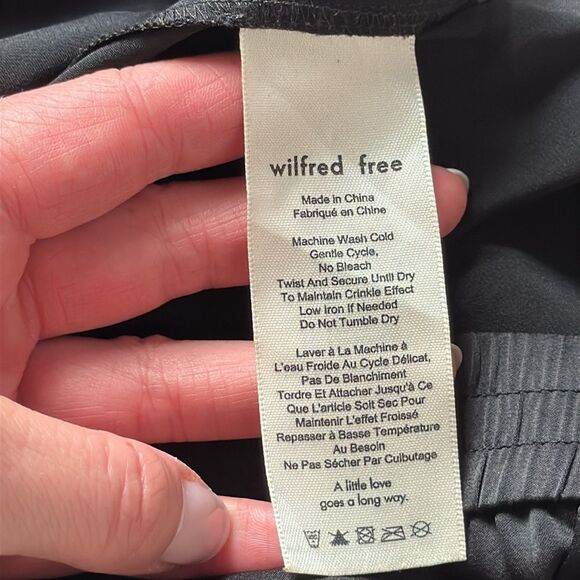 wilfred free
Made in China
Fabriqué en Chine
Machine Wash Cold
Gentle Cycle,
No Bleach
Twist And Secure Until Dry
To Maintain Crinkle Effect
Low Iron If Needed
Do Not Tumble Dry
Laver à La Machine à
L'eau Froide Au Cycle Délicat,
Pas De Blanchiment
Tordre Et Attacher Jusqu'à Ce
Que L'article Soit Sec Pour
Maintenir L'effet Froissé
Repasser à Basse Température
Au Besoin
Ne Pas Sécher Par Culbutage
A little love
goes a long way.